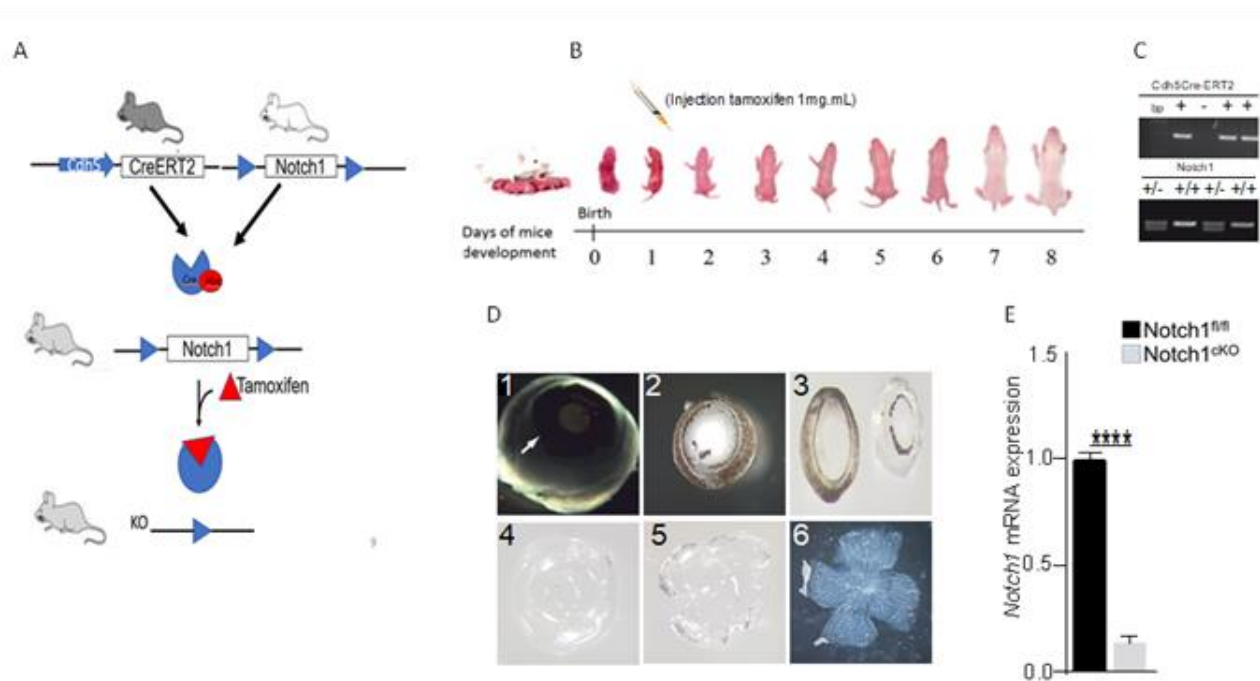 A
Cdh5
CreERT2
Notch1
Cre
Notch1
Tamoxifen
KO
B
(Injection tamoxifen 1mg.mL)
Birth
Days of mice
development
0 1 2 3 4 5 6 7 8
C
Cdh5Cre-ERT2
bp + - + +
Notch1
+/- +/+ +/- +/+
D
1 2 3
4 5 6
E
Notch1fl/fl
Notch1cKO
Notch1 mRNA expression
1.5
1.0
0.5
0.0
****